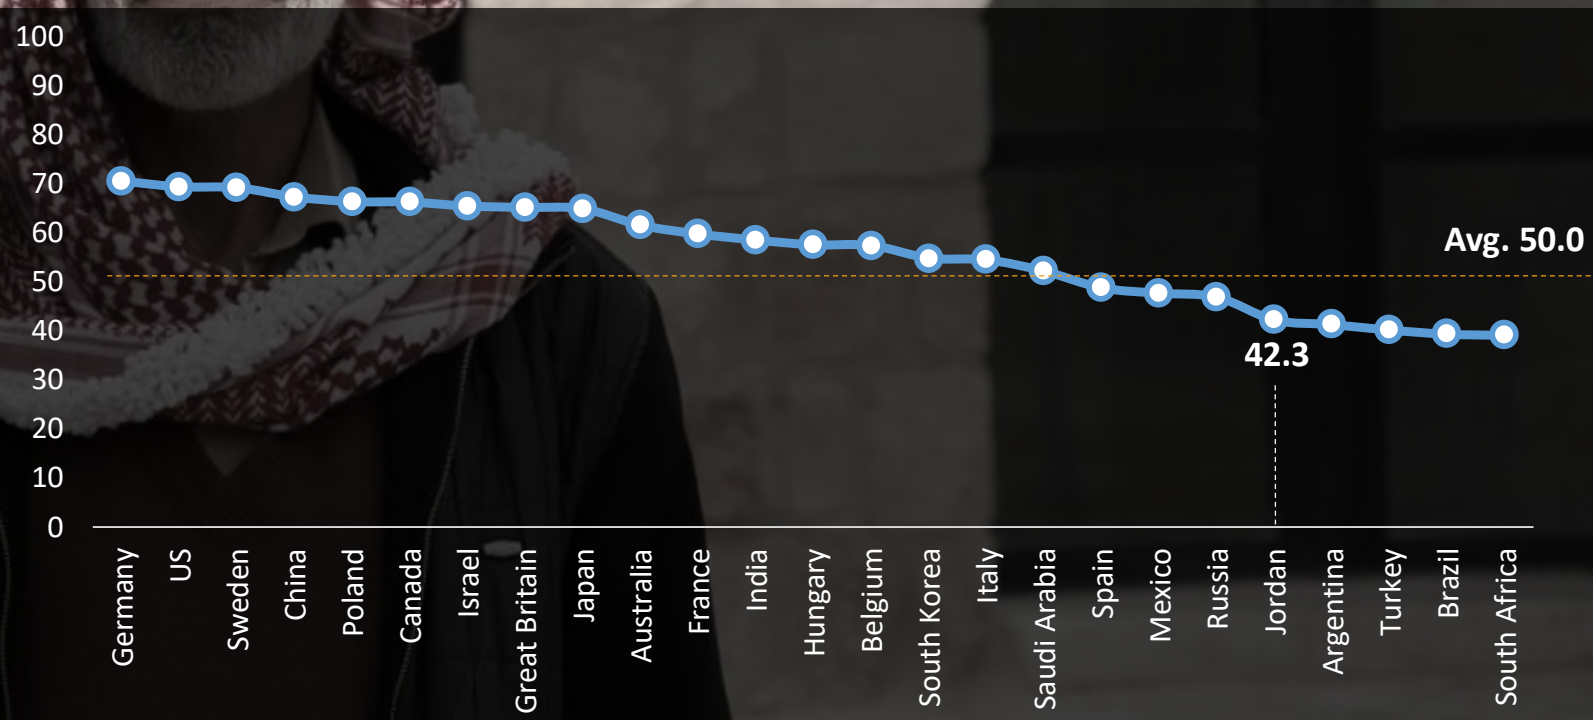 100
90
80
70
60
50
40
30
20
10
0
Avg. 50.0
42.3
Germany
US
Sweden
China
Poland
Canada
Israel
Great Britain
Japan
Australia
France
India
Hungary
Belgium
South Korea
Italy
Saudi Arabia
Spain
Mexico
Russia
Jordan
Argentina
Turkey
Brazil
South Africa